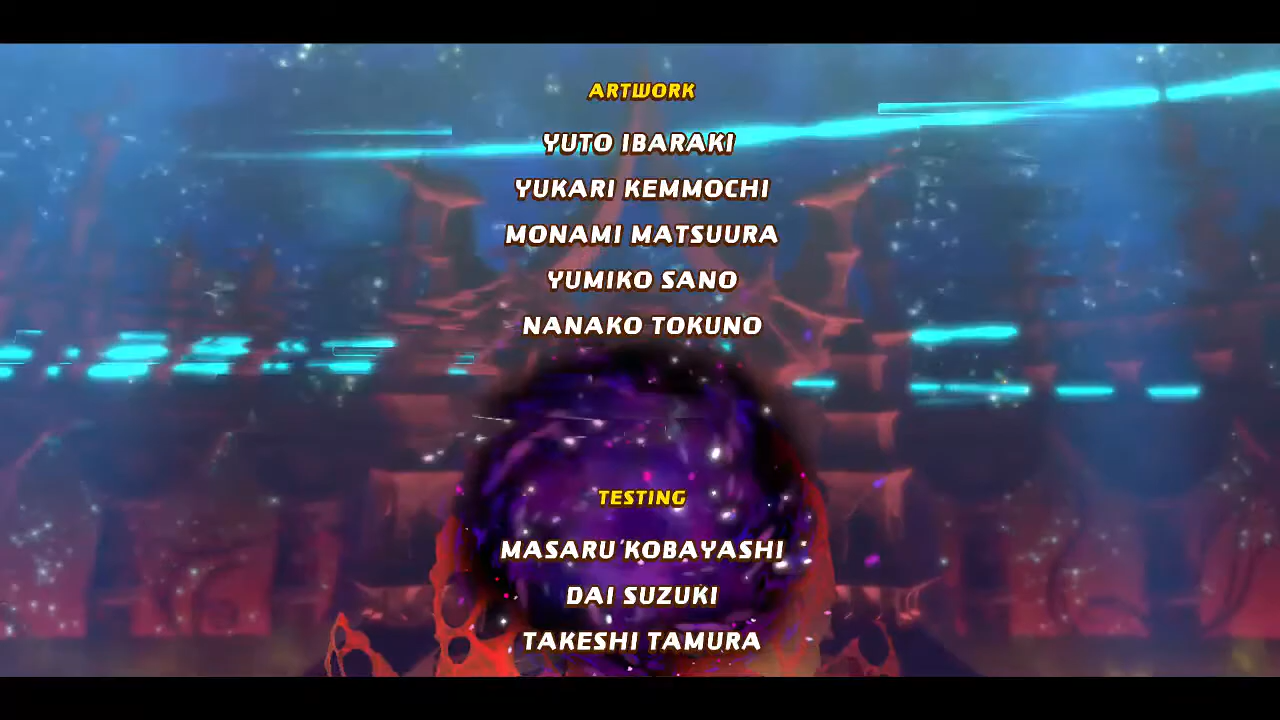 ARTWORK
YUTO IBARAKI
YUKARI KEMMOCHI
MONAMI MATSUURA
YUMIKO SANO
NANAKO TOKUNO
TESTING
MASARU KOBAYASHI
DAI SUZUKI
TAKESHI TAMURA